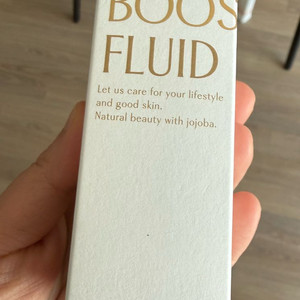 BOOS
FLUID
Let us care for your lifestyle
and good skin.
Natural beauty with jojoba.